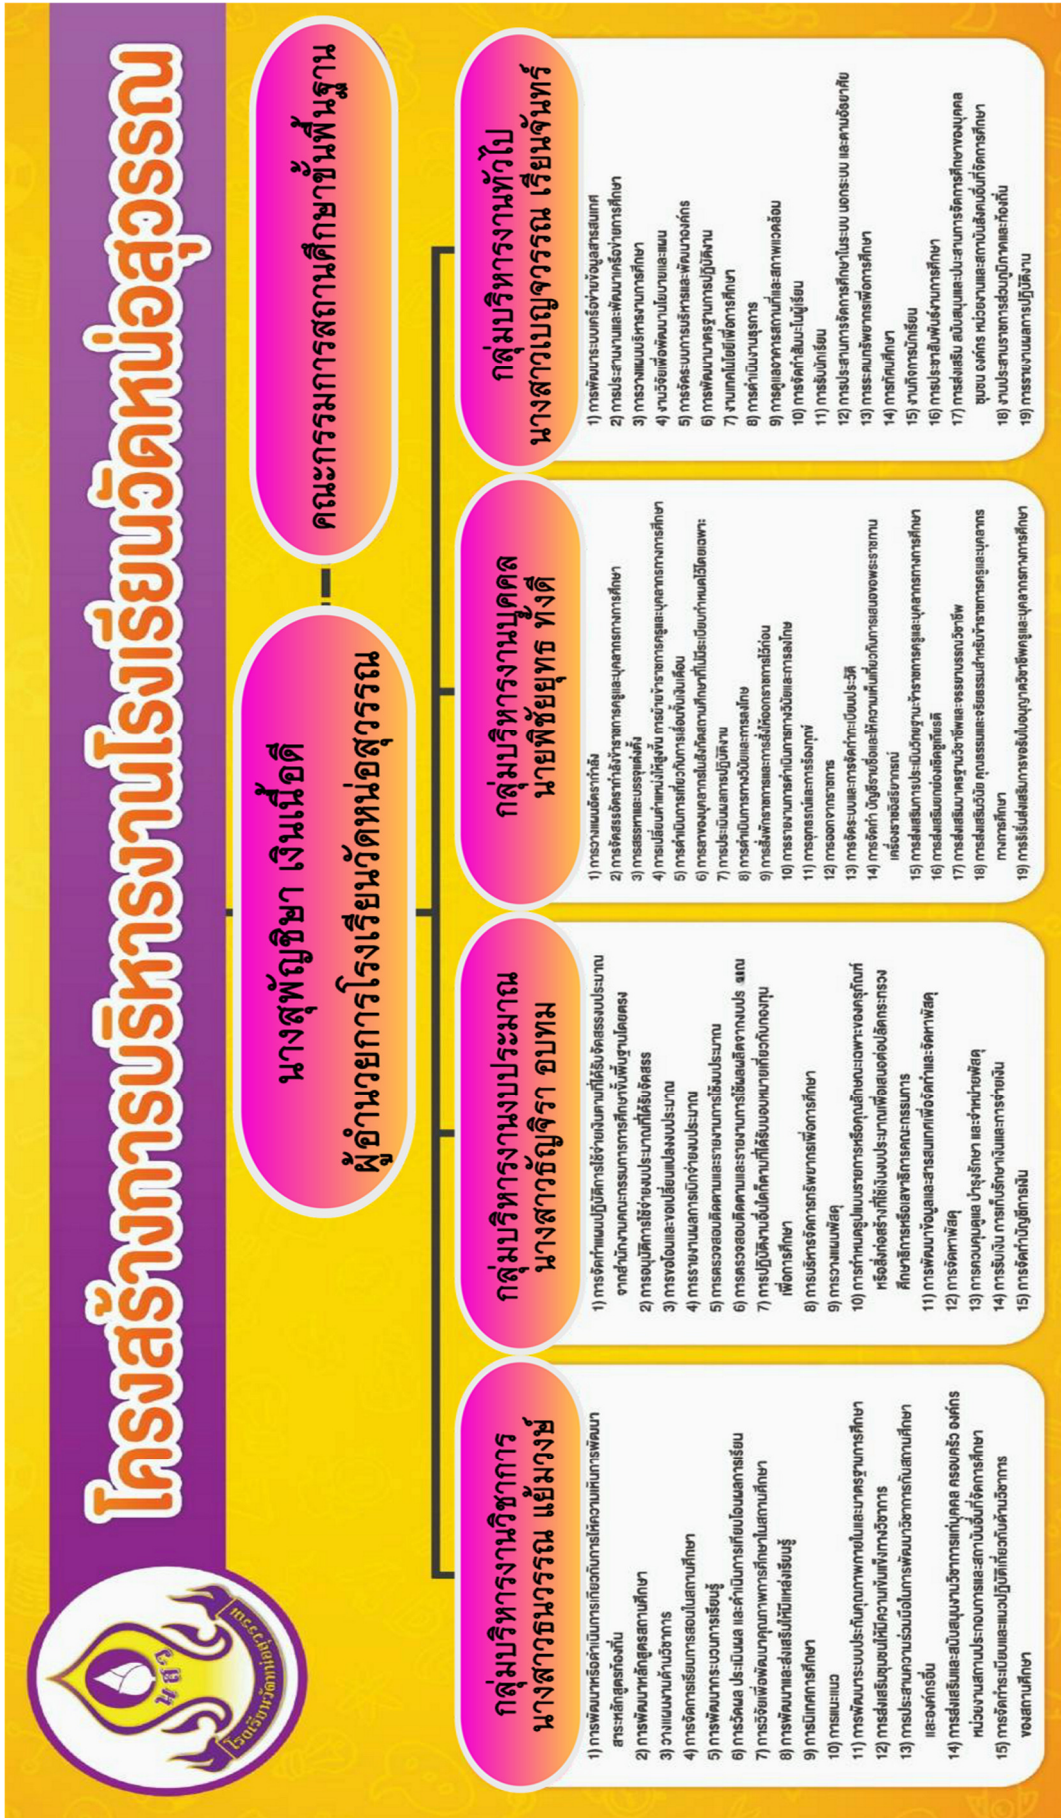 โครงสร้างการบริหารงานโรงเรียนวัดหน่อสุวรรณ
น.ส.ว.
โรงเรียนวัดหน่อสุวรรณ
นางสุพัญชิษา เงินเนื้อดี
ผู้อำนวยการโรงเรียนวัดหน่อสุวรรณ
คณะกรรมการสถานศึกษาขั้นพื้นฐาน
กลุ่มบริหารงานวิชาการ
นางสาวธนวรรณ แย้มวงษ์
1) การพัฒนาหรือดำเนินการเกี่ยวกับการให้ความเห็นการพัฒนา
สาระหลักสูตรท้องถิ่น
2) การพัฒนาหลักสูตรสถานศึกษา
3) วางแผนงานด้านวิชาการ
4) การจัดการเรียนการสอนในสถานศึกษา
5) การพัฒนากระบวนการเรียนรู้
6) การวัดผล ประเมินผล และดำเนินการเทียบโอนผลการเรียน
7) การวิจัยเพื่อพัฒนาคุณภาพการศึกษาในสถานศึกษา
8) การพัฒนาและส่งเสริมให้มีแหล่งเรียนรู้
9) การนิเทศการศึกษา
10) การแนะแนว
11) การพัฒนาระบบประกันคุณภาพภายในและมาตรฐานการศึกษา
12) การส่งเสริมชุมชนให้มีความเข้มแข็งทางวิชาการ
13) การประสานความร่วมมือในการพัฒนาวิชาการกับสถานศึกษา
และองค์กรอื่น
14) การส่งเสริมและสนับสนุนงานวิชาการแก่บุคคล ครอบครัว องค์กร
หน่วยงานสถานประกอบการและสถาบันอื่นที่จัดการศึกษา
15) การจัดทำระเบียบและแนวปฏิบัติเกี่ยวกับด้านวิชาการ
ของสถานศึกษา
กลุ่มบริหารงานงบประมาณ
นางสาวธัญจิรา อบทม
1) การจัดทำแผนปฏิบัติการใช้จ่ายเงินตามที่ได้รับจัดสรรงบประมาณ
จากสำนักงานคณะกรรมการการศึกษาขั้นพื้นฐานโดยตรง
2) การอนุมัติการใช้จ่ายงบประมาณที่ได้รับจัดสรร
3) การขอโอนและขอเปลี่ยนแปลงงบประมาณ
4) การรายงานผลการเบิกจ่ายงบประมาณ
5) การตรวจสอบติดตามและรายงานการใช้งบประมาณ
6) การตรวจสอบติดตามและรายงานการใช้ผลผลิตจากงบประมาณ
7) การปฏิบัติงานอื่นใดก็ตามที่ได้รับมอบหมายเกี่ยวกับกองทุน
เพื่อการศึกษา
8) การบริหารจัดการทรัพยากรเพื่อการศึกษา
9) การวางแผนพัสดุ
10) การกำหนดรูปแบบรายการหรือคุณลักษณะเฉพาะของครุภัณฑ์
หรือสิ่งก่อสร้างที่ใช้เงินงบประมาณเพื่อเสนอต่อปลัดกระทรวง
ศึกษาธิการหรือเลขาธิการคณะกรรมการ
11) การพัฒนาข้อมูลและสารสนเทศเพื่อจัดทำและจัดหาพัสดุ
12) การจัดหาพัสดุ
13) การควบคุมดูแล บำรุงรักษา และจำหน่ายพัสดุ
14) การรับเงิน การเก็บรักษาเงินและการจ่ายเงิน
15) การจัดทำบัญชีการเงิน
กลุ่มบริหารงานบุคคล
นายพิชัยยุทธ ทั่งดี
1) การวางแผนอัตรากำลัง
2) การจัดสรรอัตรากำลังข้าราชการครูและบุคลากรทางการศึกษา
3) การสรรหาและบรรจุแต่งตั้ง
4) การเปลี่ยนตำแหน่งให้สูงขึ้น การย้ายข้าราชการครูและบุคลากรทางการศึกษา
5) การดำเนินการเกี่ยวกับการเลื่อนขั้นเงินเดือน
6) การลาของบุคลากรในสังกัดสถานศึกษาที่ไม่มีระเบียบกำหนดไว้โดยเฉพาะ
7) การประเมินผลการปฏิบัติงาน
8) การดำเนินการทางวินัยและการลงโทษ
9) การสั่งพักราชการและการสั่งให้ออกราชการไว้ก่อน
10) การรายงานการดำเนินการทางวินัยและการลงโทษ
11) การอุทธรณ์และการร้องทุกข์
12) การออกจากราชการ
13) การจัดระบบและการจัดทำทะเบียนประวัติ
14) การจัดทำ บัญชีรายชื่อและให้ความเห็นเกี่ยวกับการเสนอขอพระราชทาน
เครื่องราชอิสริยาภรณ์
15) การส่งเสริมการประเมินวิทยฐานะข้าราชการครูและบุคลากรทางการศึกษา
16) การส่งเสริมยกย่องเชิดชูเกียรติ
17) การส่งเสริมมาตรฐานวิชาชีพและจรรยาบรรณวิชาชีพ
18) การส่งเสริมวินัย คุณธรรมและจริยธรรมสำหรับข้าราชการครูและบุคลากร
ทางการศึกษา
19) การริเริ่มส่งเสริมการขอรับใบอนุญาตวิชาชีพครูและบุคลากรทางการศึกษา
กลุ่มบริหารงานทั่วไป
นางสาวเบญจวรรณ เรียนจันทร์
1) การพัฒนาระบบเครือข่ายข้อมูลสารสนเทศ
2) การประสานงานและพัฒนาเครือข่ายการศึกษา
3) การวางแผนบริหารงานการศึกษา
4) งานวิจัยเพื่อพัฒนานโยบายและแผน
5) การจัดระบบการบริหารและพัฒนาองค์กร
6) การพัฒนามาตรฐานการปฏิบัติงาน
7) งานเทคโนโลยีเพื่อการศึกษา
8) การดำเนินงานธุรการ
9) การดูแลอาคารสถานที่และสภาพแวดล้อม
10) การจัดทำสำมะโนผู้เรียน
11) การรับนักเรียน
12) การประสานการจัดการศึกษาในระบบ นอกระบบ และตามอัธยาศัย
13) การระดมทรัพยากรเพื่อการศึกษา
14) การทัศนศึกษา
15) งานกิจการนักเรียน
16) การประชาสัมพันธ์งานการศึกษา
17) การส่งเสริม สนับสนุนและประสานการจัดการศึกษาของบุคคล
ชุมชน องค์กร หน่วยงานและสถาบันสังคมอื่นที่จัดการศึกษา
18) งานประสานราชการส่วนภูมิภาคและท้องถิ่น
19) การรายงานผลการปฏิบัติงาน